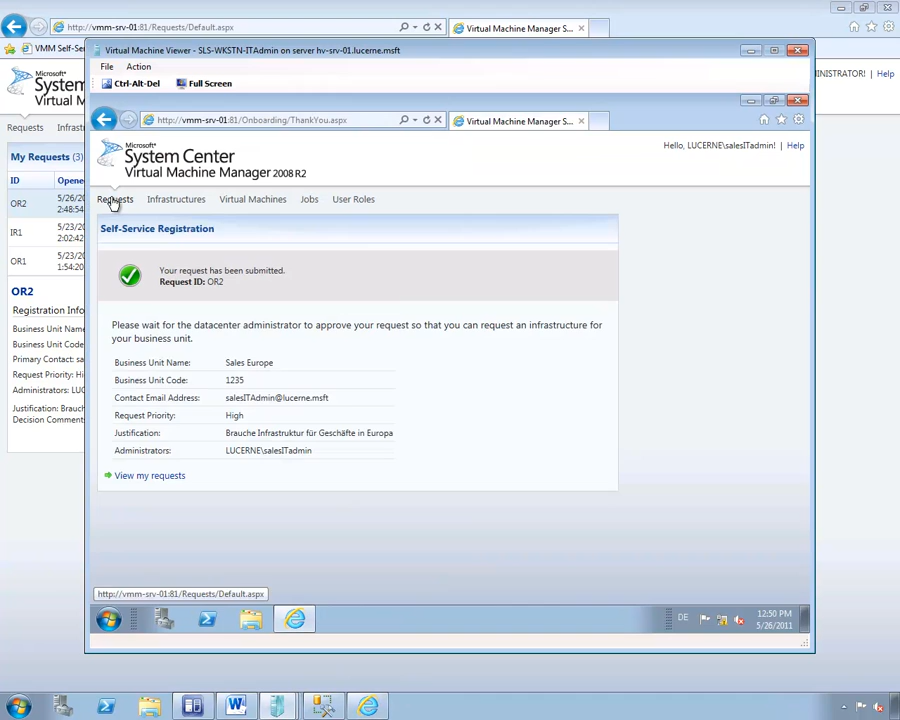 http://vmm-srv-01:81/Requests/Default.aspx
Virtual Machine Manager S...
VMM Self-Se
Virtual Machine Viewer - SLS-WKSTN-ITAdmin on server hv-srv-01.lucerne.msft
File Action
Ctrl-Alt-Del Full Screen
Microsoft
System
Virtual M
MINISTRATOR! Help
Requests Infrast
My Requests (3)
ID Opene
OR2 5/26/20
2:48:54
IR1 5/23/20
2:02:42
OR1 5/23/20
1:54:20
OR2
Registration Info
Business Unit Name
Business Unit Code:
Primary Contact: sa
Request Priority: Hi
Administrators: LUC
Justification: Brauch
Decision Comment
http://vmm-srv-01:81/Onboarding/ThankYou.aspx
Virtual Machine Manager S...
Microsoft
System Center
Virtual Machine Manager 2008 R2
Hello, LUCERNE\salesITadmin! Help
Requests Infrastructures Virtual Machines Jobs User Roles
Self-Service Registration
Your request has been submitted.
Request ID: OR2
Please wait for the datacenter administrator to approve your request so that you can request an infrastructure for
your business unit.
Business Unit Name: Sales Europe
Business Unit Code: 1235
Contact Email Address: salesITAdmin@lucerne.msft
Request Priority: High
Justification: Brauche Infrastruktur für Geschäfte in Europa
Administrators: LUCERNE\salesITadmin
View my requests
http://vmm-srv-01:81/Requests/Default.aspx
DE
12:50 PM
5/26/2011